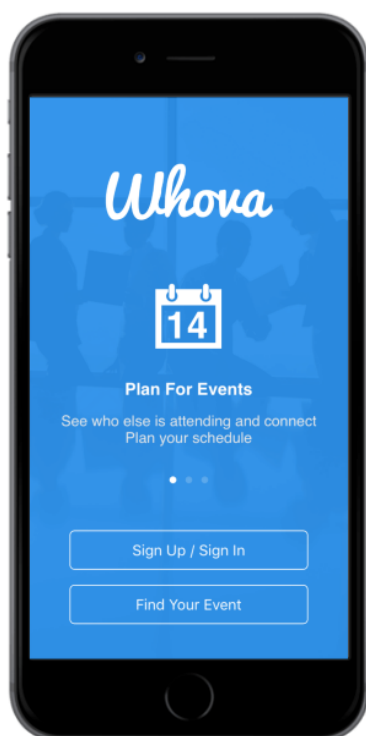 Whova
14
Plan For Events
See who else is attending and connect
Plan your schedule
Sign Up / Sign In
Find Your Event